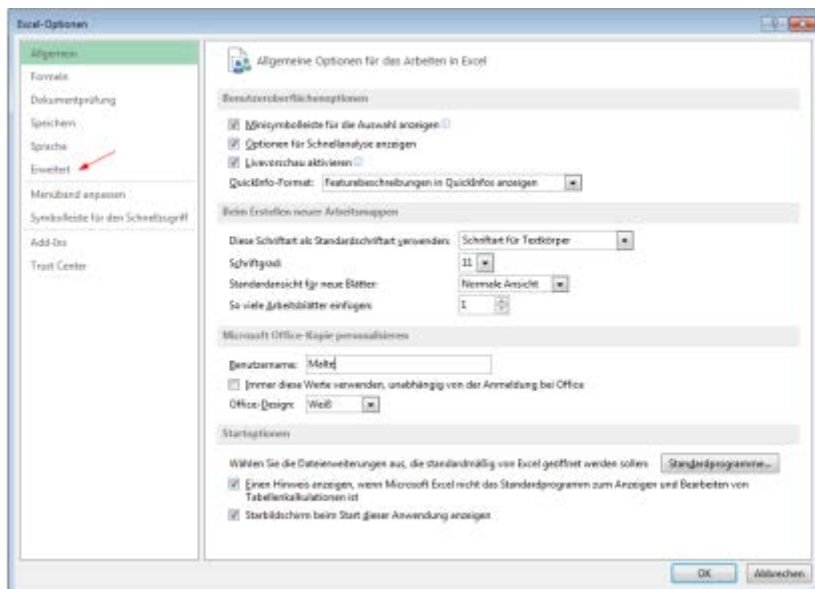 Excel-Optionen
Allgemein
Formeln
Dokumentprüfung
Speichern
Sprache
Erweitert
Menüband anpassen
Symbolleiste für den Schnellzugriff
Add-Ins
Trust Center
Allgemeine Optionen für das Arbeiten in Excel
Benutzeroberflächenoptionen
Minisymbolleiste für die Auswahl anzeigen
Optionen für Schnellanalyse anzeigen
Livevorschau aktivieren
QuickInfo-Format: Featurebeschreibungen in QuickInfos anzeigen
Beim Erstellen neuer Arbeitsmappen
Diese Schriftart als Standardschriftart verwenden: Schriftart für Textkörper
Schriftgrad: 11
Standardansicht für neue Blätter: Normale Ansicht
So viele Arbeitsblätter einfügen: 1
Microsoft Office-Kopie personalisieren
Benutzername: Malte
Immer diese Werte verwenden, unabhängig von der Anmeldung bei Office
Office-Design: Weiß
Startoptionen
Wählen Sie die Dateierweiterungen aus, die standardmäßig von Excel geöffnet werden sollen: Standardprogramme...
Einen Hinweis anzeigen, wenn Microsoft Excel nicht das Standardprogramm zum Anzeigen und Bearbeiten von
Tabellenkalkulationen ist
Startbildschirm beim Start dieser Anwendung anzeigen
OK Abbrechen